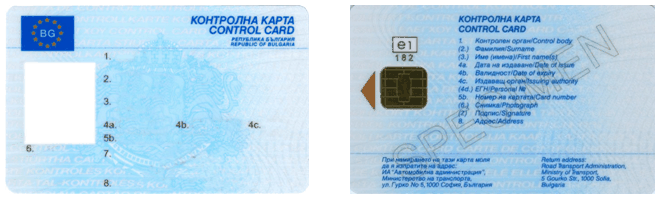 BG
КОНТРОЛНА КАРТА
CONTROL CARD
РЕПУБЛИКА БЪЛГАРИЯ
REPUBLIC OF BULGARIA
1.
2.
3.
4a. 4b. 4c.
5b.
6.
7.
8.
КОНТРОЛНА КАРТА
CONTROL CARD
e1
182
1. Контролен орган/Control body
(2.) Фамилия/Surname
(3.) Име (имена)/First name(s)
4a. Дата на издаване/Date of issue
4b. Валидност/Date of expiry
4c. Издаващ орган/Issuing authority
(4d.) ЕГН/Personal №
5b. Номер на картата/Card number
(6.) Снимка/Photograph
(7.) Подпис/Signature
8. Адрес/Address
SPECIMEN
При намиране на тази карта моля
да я изпратите на адрес:
ИА "Автомобилна администрация",
Министерство на транспорта,
ул. Гурко № 5, 1000 София, България
Return address:
Road Transport Administration,
Ministry of Transport,
5 Gourko Str., 1000 Sofia,
Bulgaria